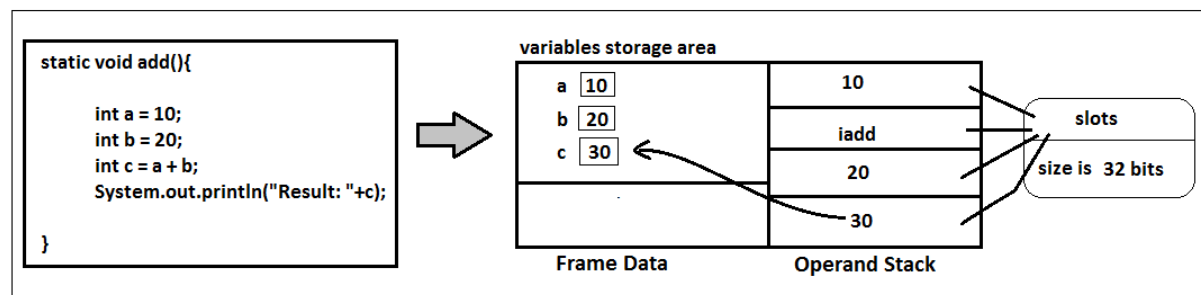 static void add(){
int a = 10;
int b = 20;
int c = a + b;
System.out.println("Result: "+c);
}
variables storage area
a 10
b 20
c 30
10
iadd
20
30
slots
size is 32 bits
Frame Data
Operand Stack